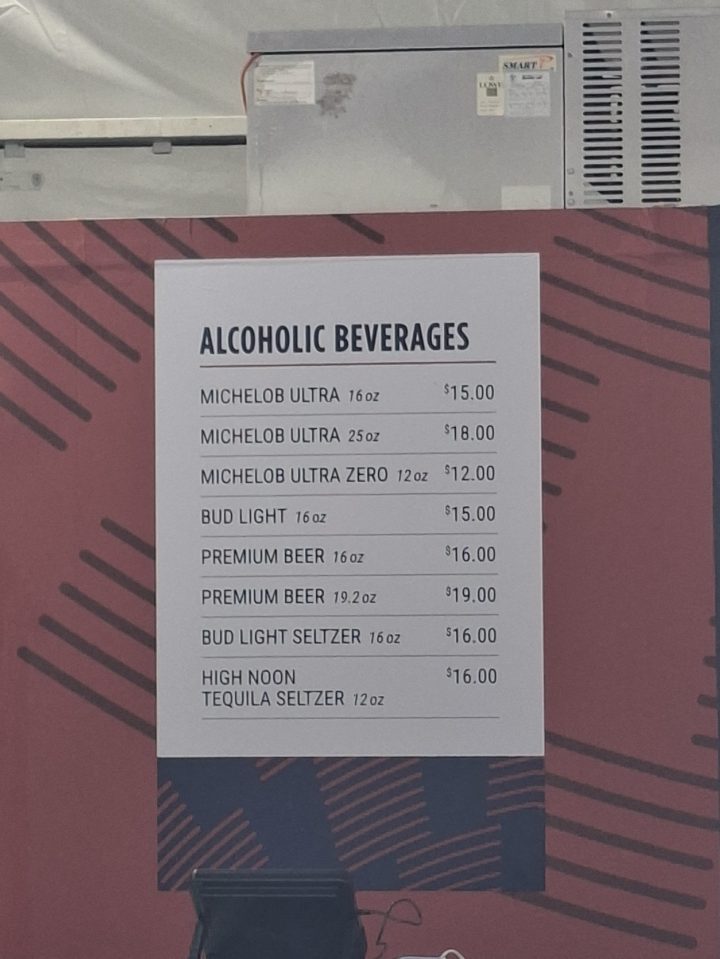 SMART
ALCOHOLIC BEVERAGES
MICHELOB ULTRA 16oz $15.00
MICHELOB ULTRA 25oz $18.00
MICHELOB ULTRA ZERO 12oz $12.00
BUD LIGHT 16oz $15.00
PREMIUM BEER 16oz $16.00
PREMIUM BEER 19.2oz $19.00
BUD LIGHT SELTZER 16oz $16.00
HIGH NOON $16.00
TEQUILA SELTZER 12oz